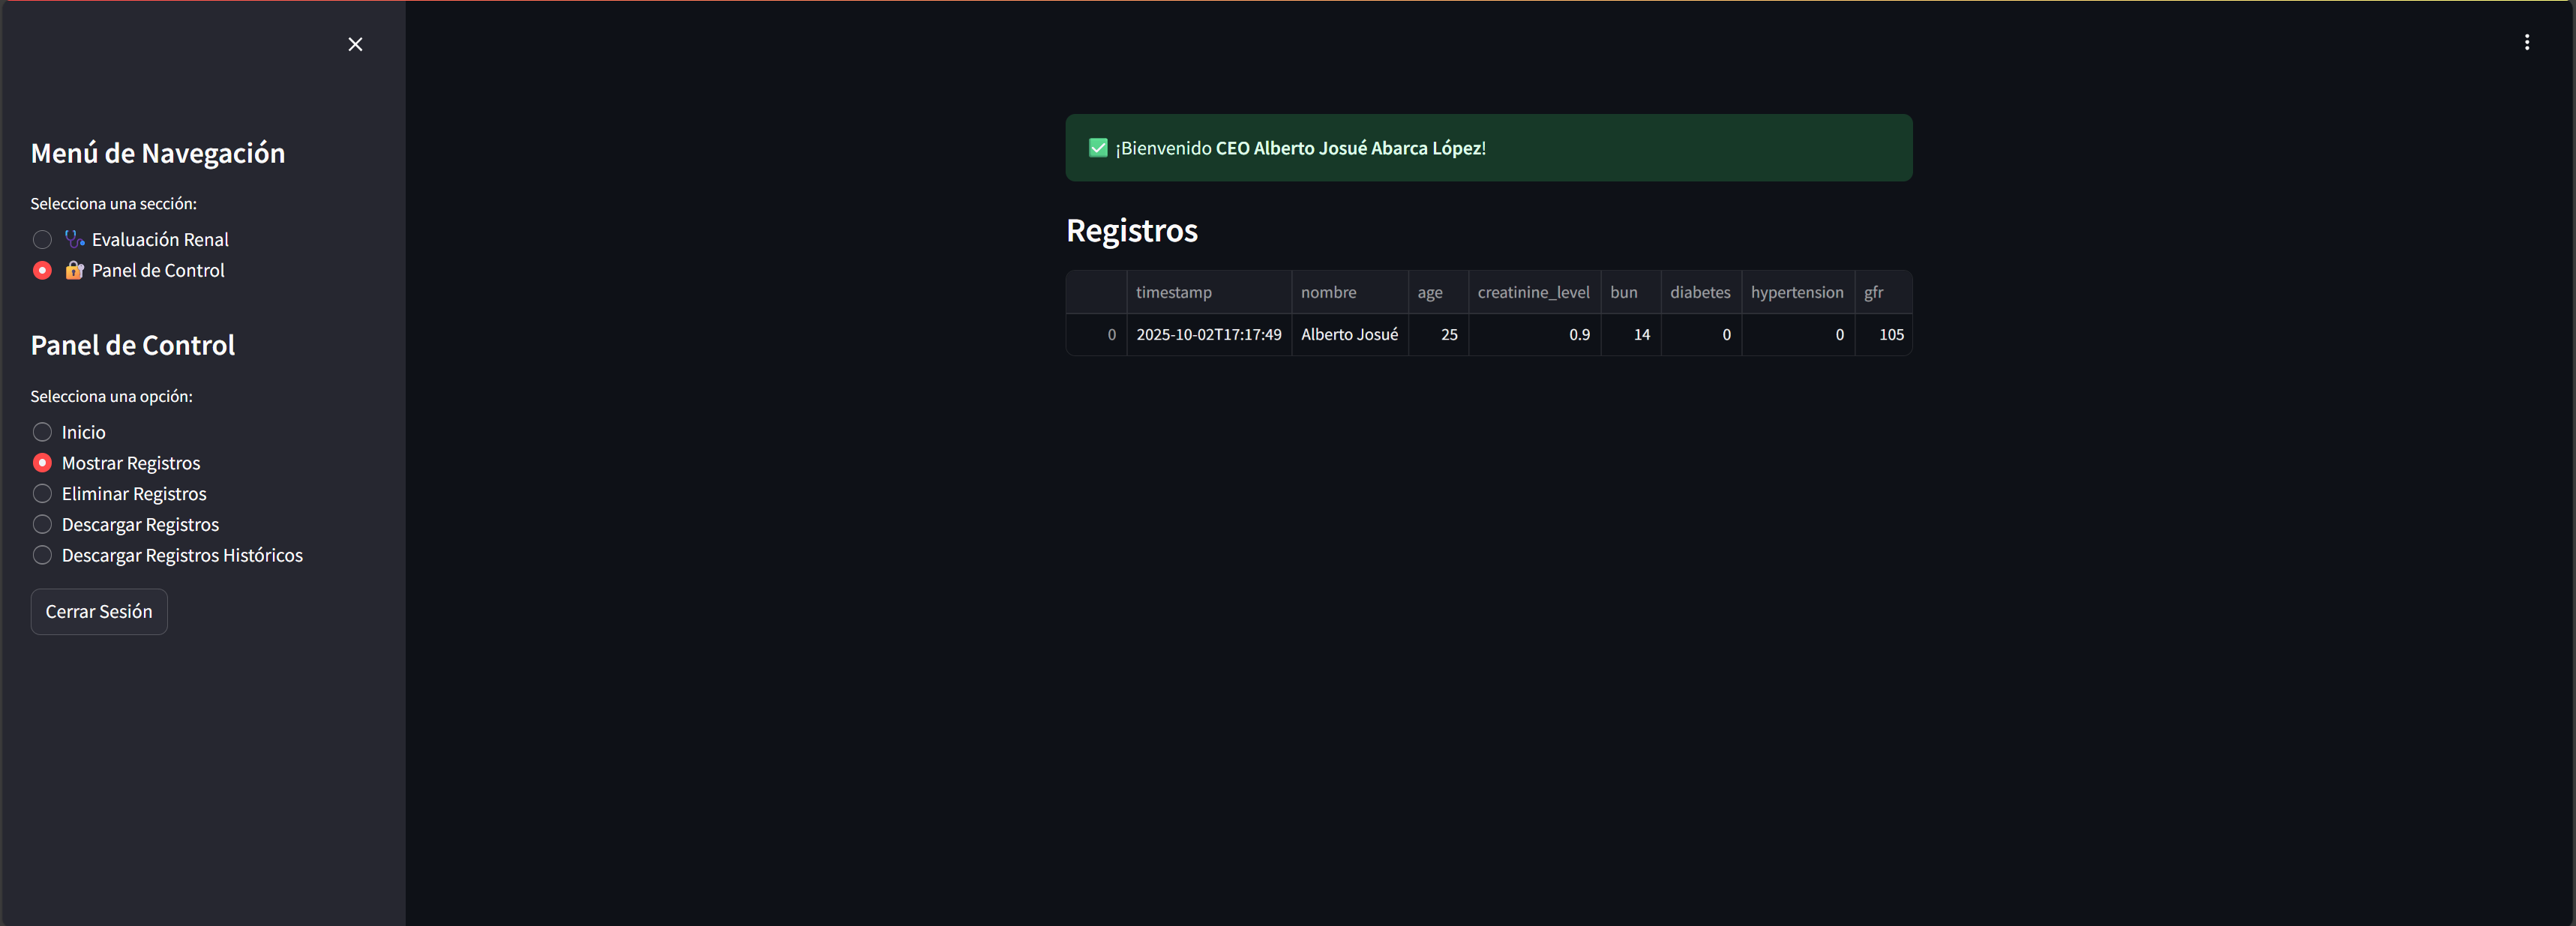 Menú de Navegación
Selecciona una sección:
Evaluación Renal
Panel de Control
Panel de Control
Selecciona una opción:
Inicio
Mostrar Registros
Eliminar Registros
Descargar Registros
Descargar Registros Históricos
Cerrar Sesión
¡Bienvenido CEO Alberto Josué Abarca López!
Registros
timestamp nombre age creatinine_level bun diabetes hypertension gfr
0 2025-10-02T17:17:49 Alberto Josué 25 0.9 14 0 0 105